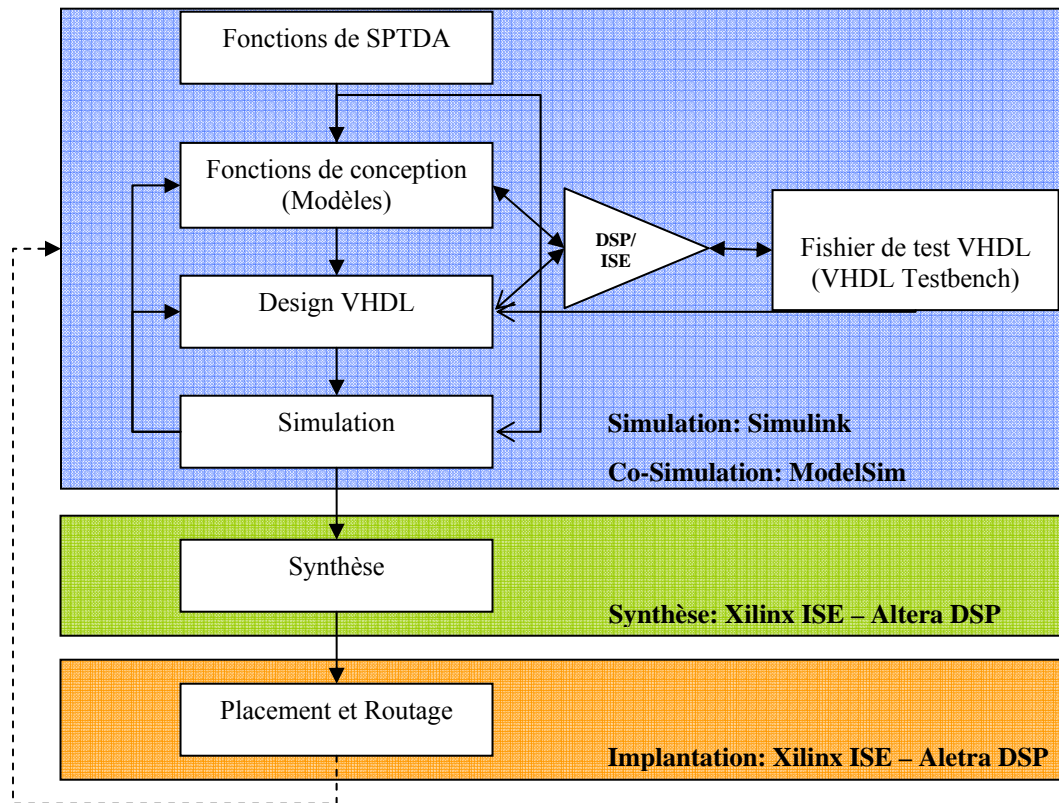 Fonctions de SPTDA
Fonctions de conception
(Modèles)
DSP/
ISE
Fishier de test VHDL
(VHDL Testbench)
Design VHDL
Simulation
Simulation: Simulink
Co-Simulation: ModelSim
Synthèse
Synthèse: Xilinx ISE – Altera DSP
Placement et Routage
Implantation: Xilinx ISE – Aletra DSP